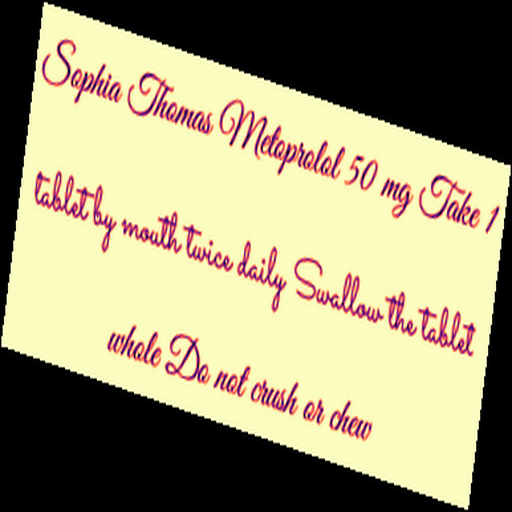 Sophia Thomas Metoprolol 50 mg Take 1
tablet by mouth twice daily Swallow the tablet
whole Do not crush or chew